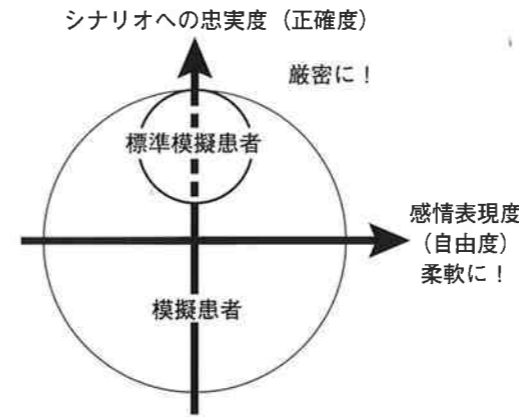 シナリオへの忠実度（正確度）
厳密に！
標準模擬患者
感情表現度
（自由度）
柔軟に！
模擬患者